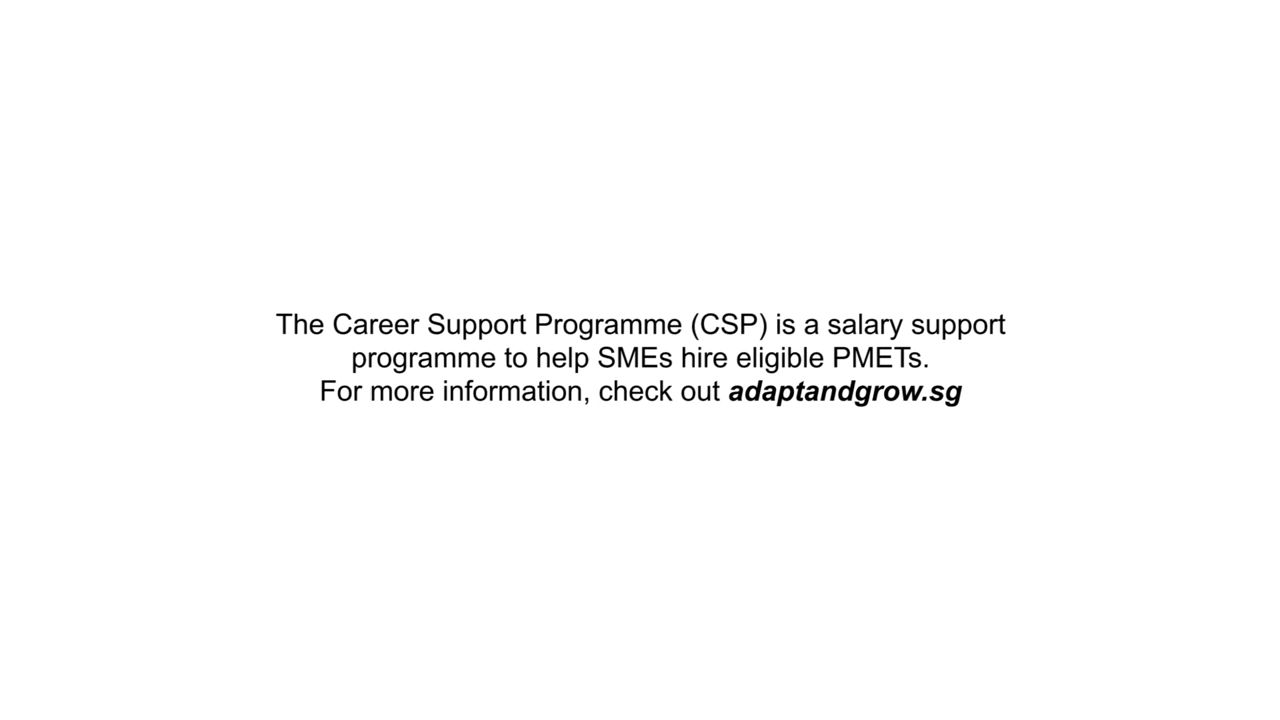 The Career Support Programme (CSP) is a salary support
programme to help SMEs hire eligible PMETs.
For more information, check out adaptandgrow.sg